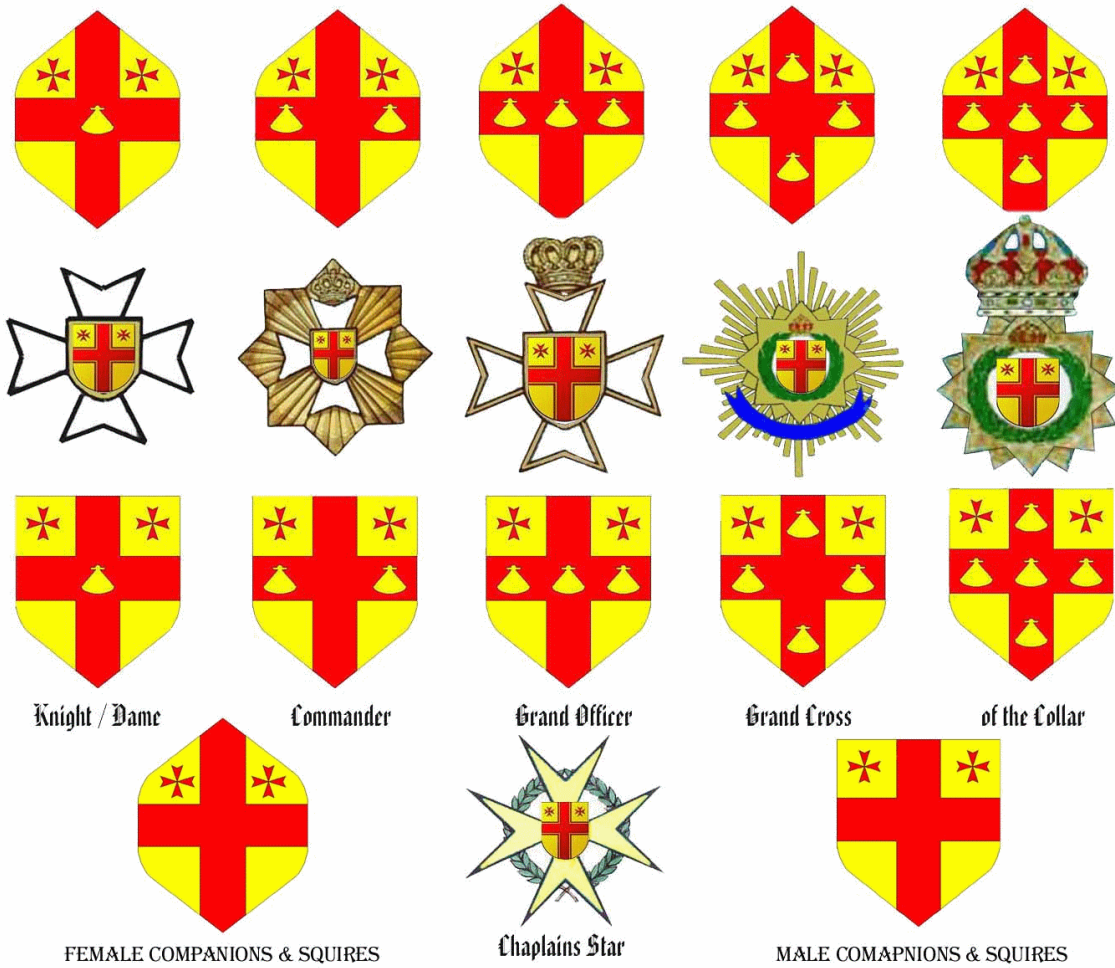 Knight / Dame
Commander
Grand Officer
Grand Cross
of the Collar
FEMALE COMPANIONS & SQUIRES
Chaplains Star
MALE COMAPNIONS & SQUIRES